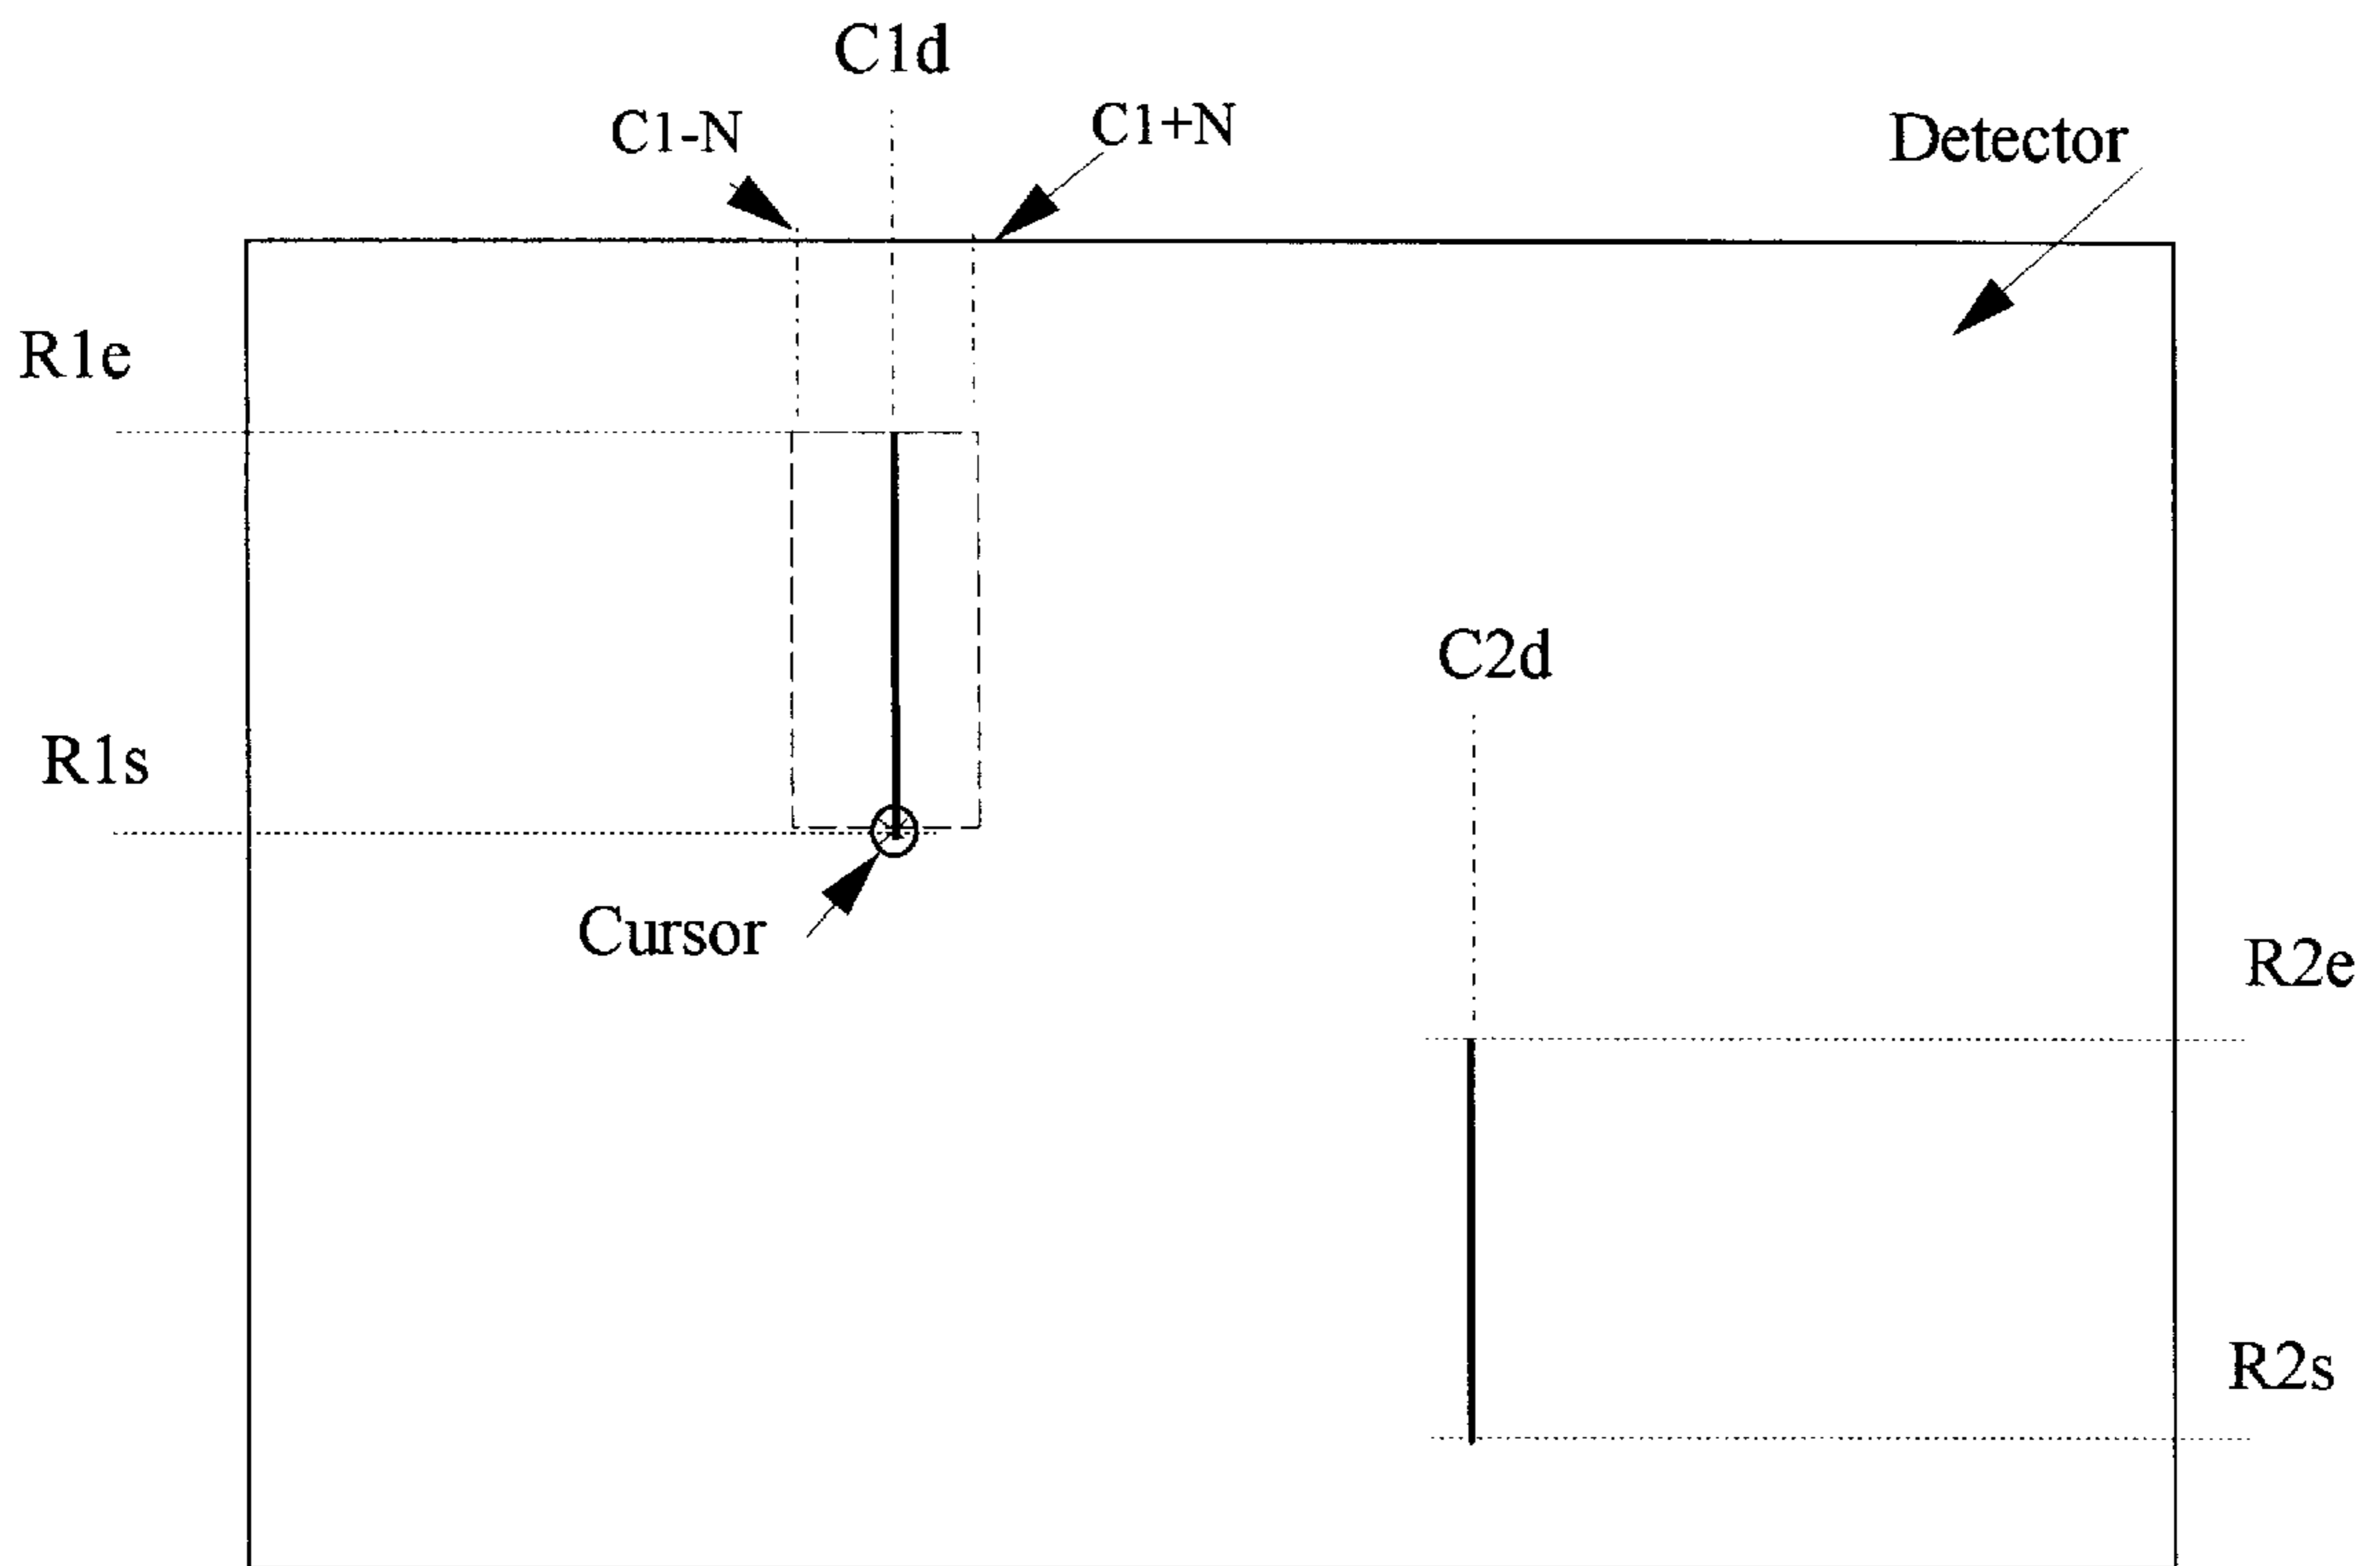 C1d
C1-N
C1+N
Detector
R1e
C2d
R1s
Cursor
R2e
R2s